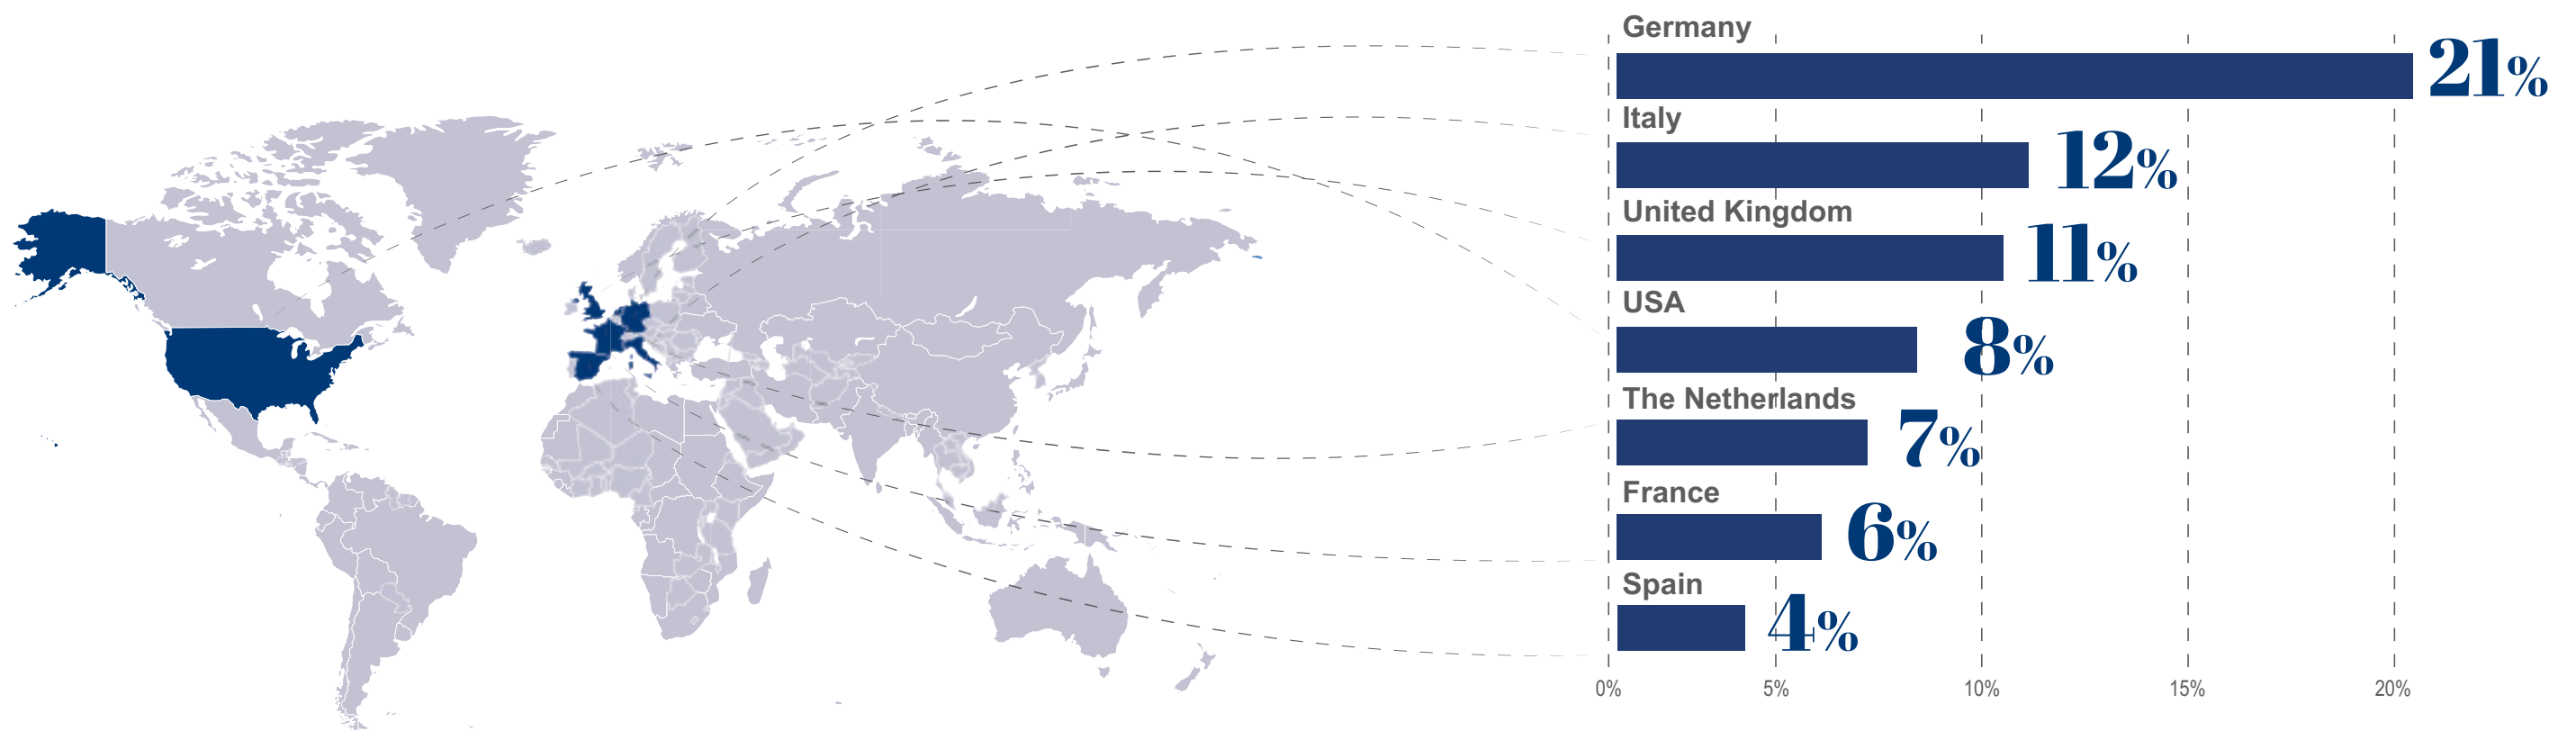 Germany
21%
Italy
12%
United Kingdom
11%
USA
8%
The Netherlands
7%
France
6%
Spain
4%
0% 5% 10% 15% 20%